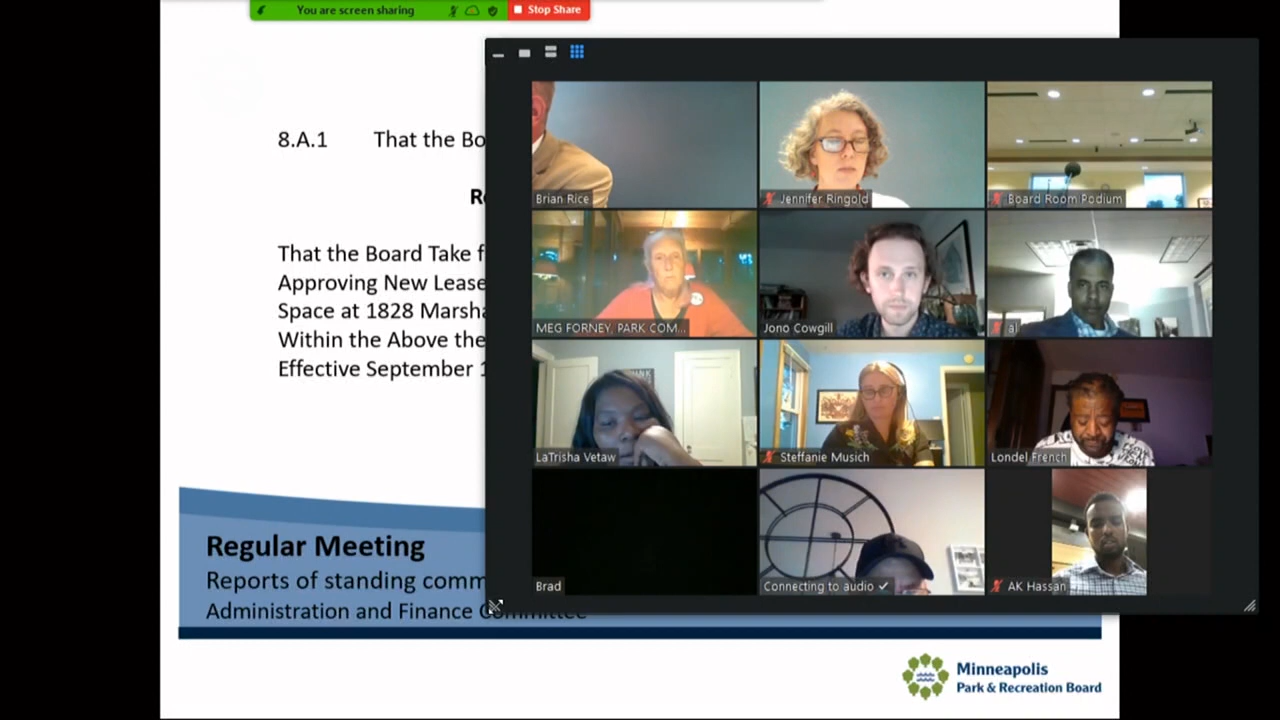 You are screen sharing
Stop Share
8.A.1 That the Bo
R
That the Board Take f
Approving New Lease
Space at 1828 Marsha
Within the Above the
Effective September 1
Brian Rice
Jennifer Ringold
Board Room Podium
MEG FORNEY, PARK COM...
Jono Cowgill
al
LaTrisha Vetaw
Steffanie Musich
Londel French
Brad
Connecting to audio
AK Hassan
Regular Meeting
Reports of standing comm
Administration and Finance Committee
Minneapolis
Park & Recreation Board